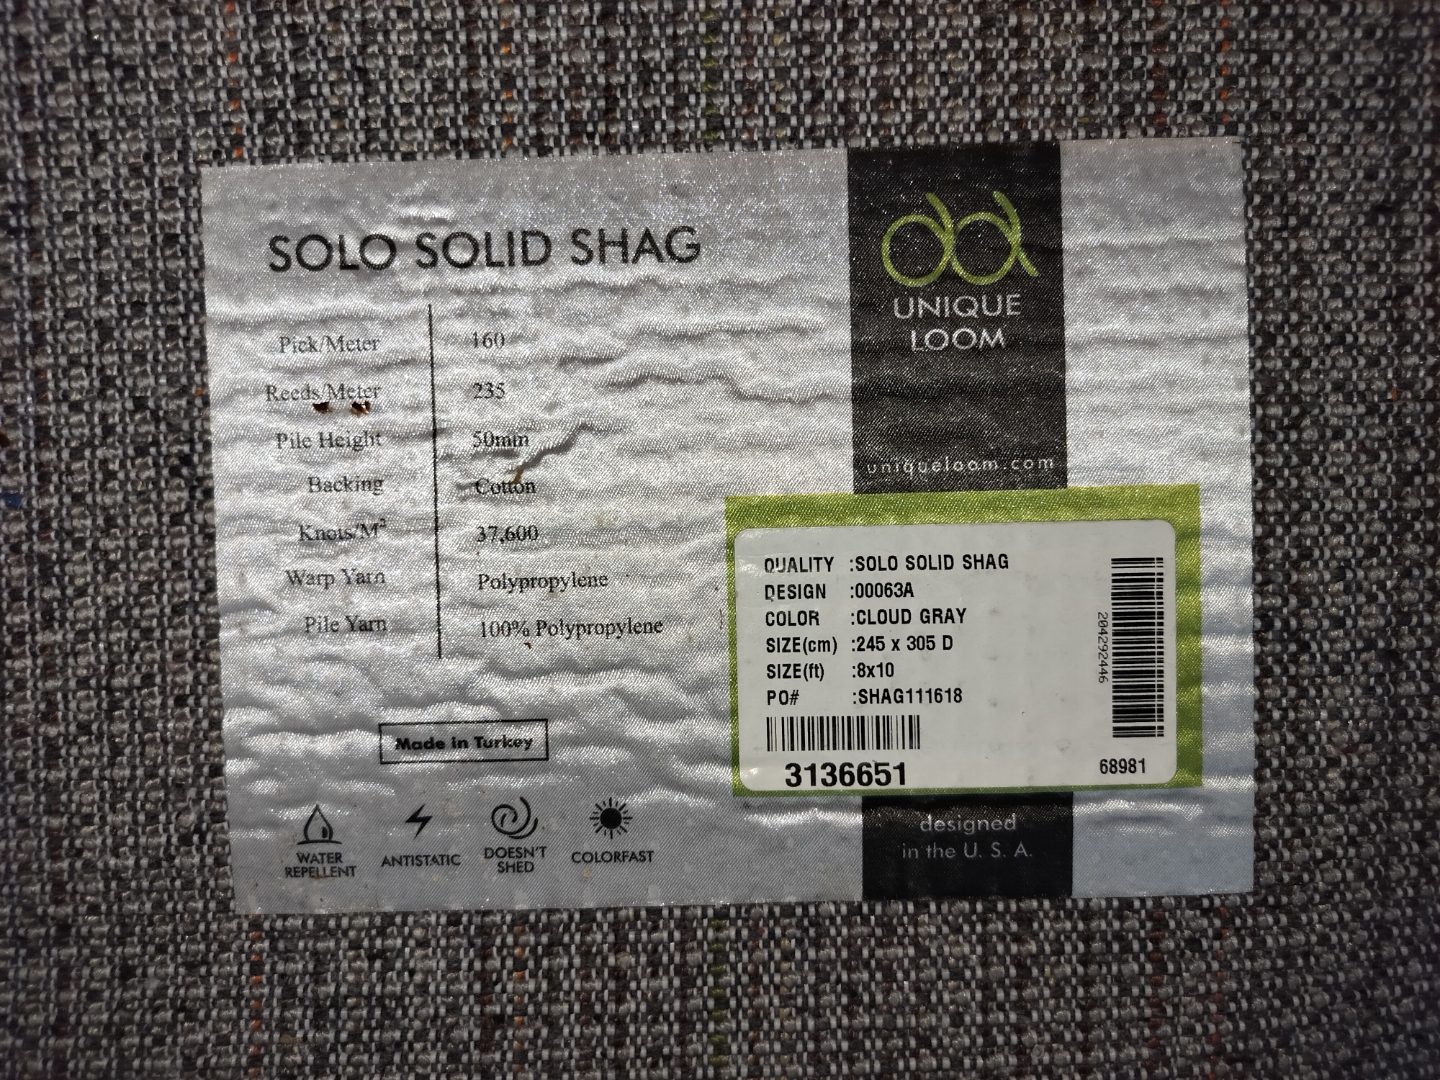 SOLO SOLID SHAG
Pick/Meter 160
Reeds/Meter 235
Pile Height 50mm
Backing Cotton
Knots/M² 37,600
Warp Yarn Polypropylene
Pile Yarn 100% Polypropylene
Made in Turkey
WATER
REPELLENT
ANTISTATIC
DOESN'T
SHED
COLORFAST
UNIQUE
LOOM
uniqueloom.com
QUALITY :SOLO SOLID SHAG
DESIGN :00063A
COLOR :CLOUD GRAY
SIZE(cm) :245 x 305 D
SIZE(ft) :8x10
PO# :SHAG111618
3136651
204292446
68981
designed
in the U. S. A.